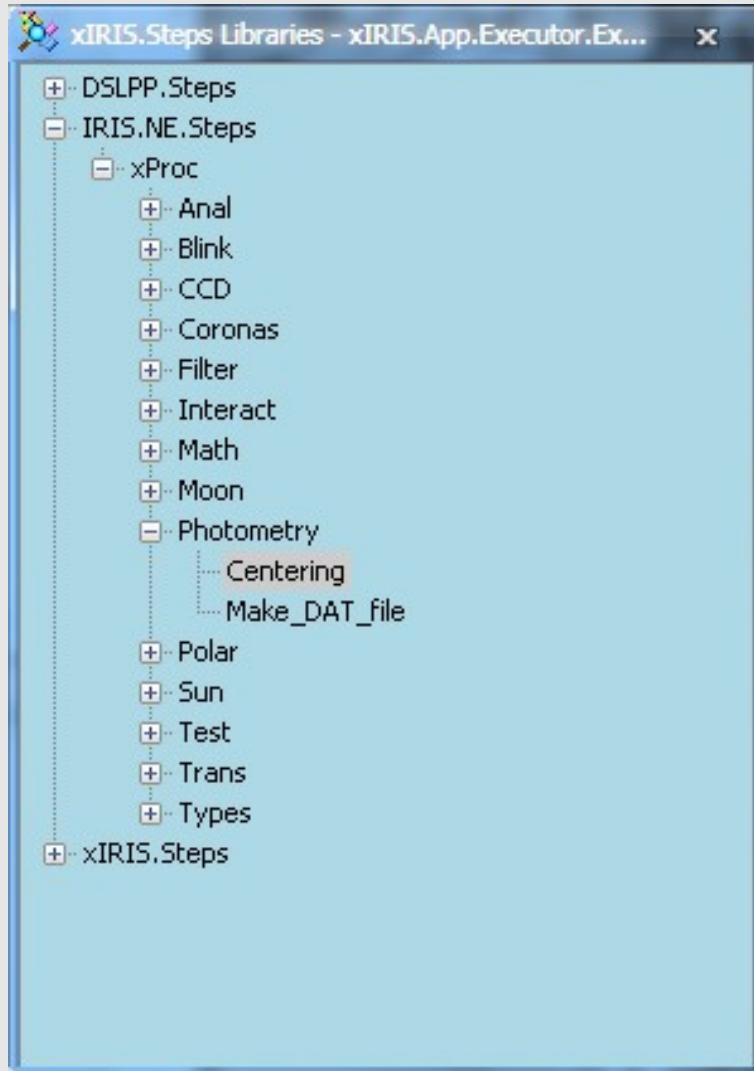 xIRIS.Steps Libraries - xIRIS.App.Executor.Ex...
DSLPP.Steps
IRIS.NE.Steps
xProc
Anal
Blink
CCD
Coronas
Filter
Interact
Math
Moon
Photometry
Centering
Make_DAT_file
Polar
Sun
Test
Trans
Types
xIRIS.Steps